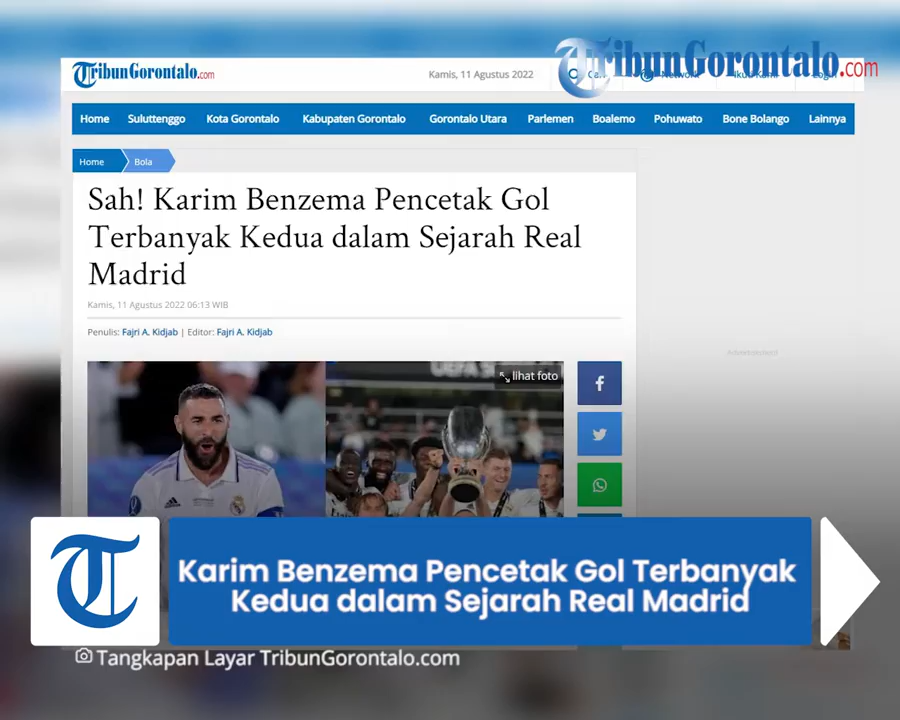 TribunGorontalo.com
Kamis, 11 Agustus 2022
TribunGorontalo.com
Home Suluttenggo Kota Gorontalo Kabupaten Gorontalo Gorontalo Utara Parlemen Boalemo Pohuwato Bone Bolango Lainnya
Home Bola
Sah! Karim Benzema Pencetak Gol
Terbanyak Kedua dalam Sejarah Real
Madrid
Kamis, 11 Agustus 2022 06:13 WIB
Penulis: Fajri A. Kidjab | Editor: Fajri A. Kidjab
lihat foto
Advertisement
Karim Benzema Pencetak Gol Terbanyak
Kedua dalam Sejarah Real Madrid
Tangkapan Layar TribunGorontalo.com